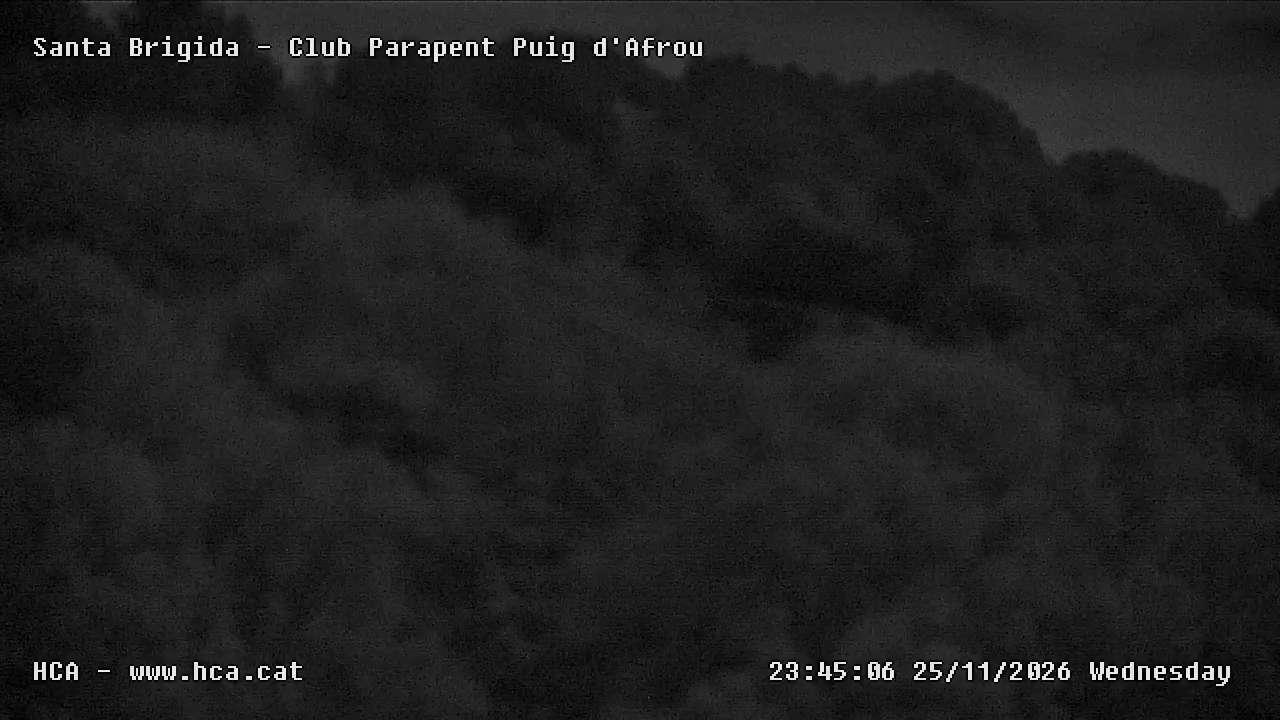 Santa Brigida - Club Parapent Puig d'Afrou
HCA - www.hca.cat
23:45:06 25/11/2026 Wednesday